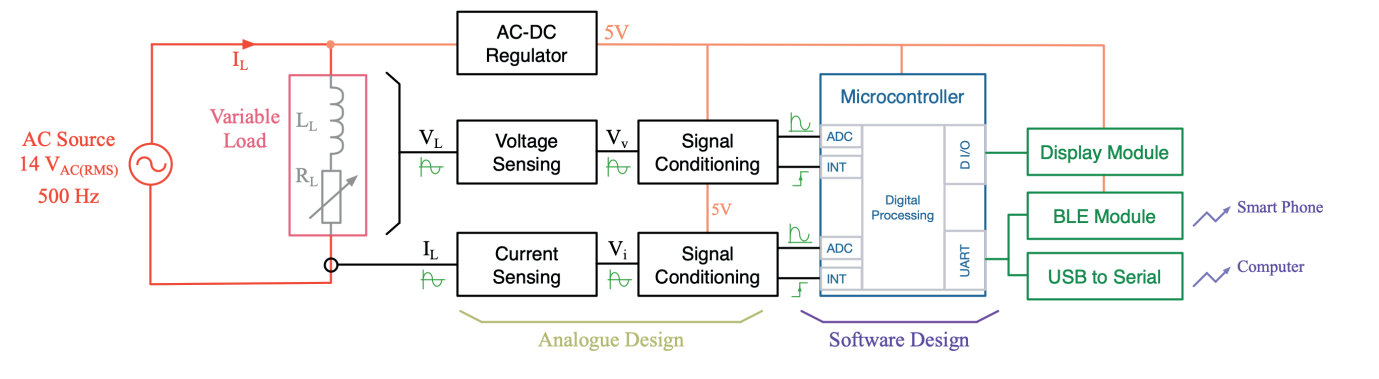 AC-DC
Regulator
5V
I_L
AC Source
14 V_AC(RMS)
500 Hz
Variable
Load
L_L
R_L
V_L
Voltage
Sensing
V_v
Signal
Conditioning
5V
I_L
Current
Sensing
V_i
Signal
Conditioning
Microcontroller
ADC
INT
ADC
INT
Digital
Processing
D I/O
UART
Display Module
BLE Module
USB to Serial
Smart Phone
Computer
Analogue Design
Software Design